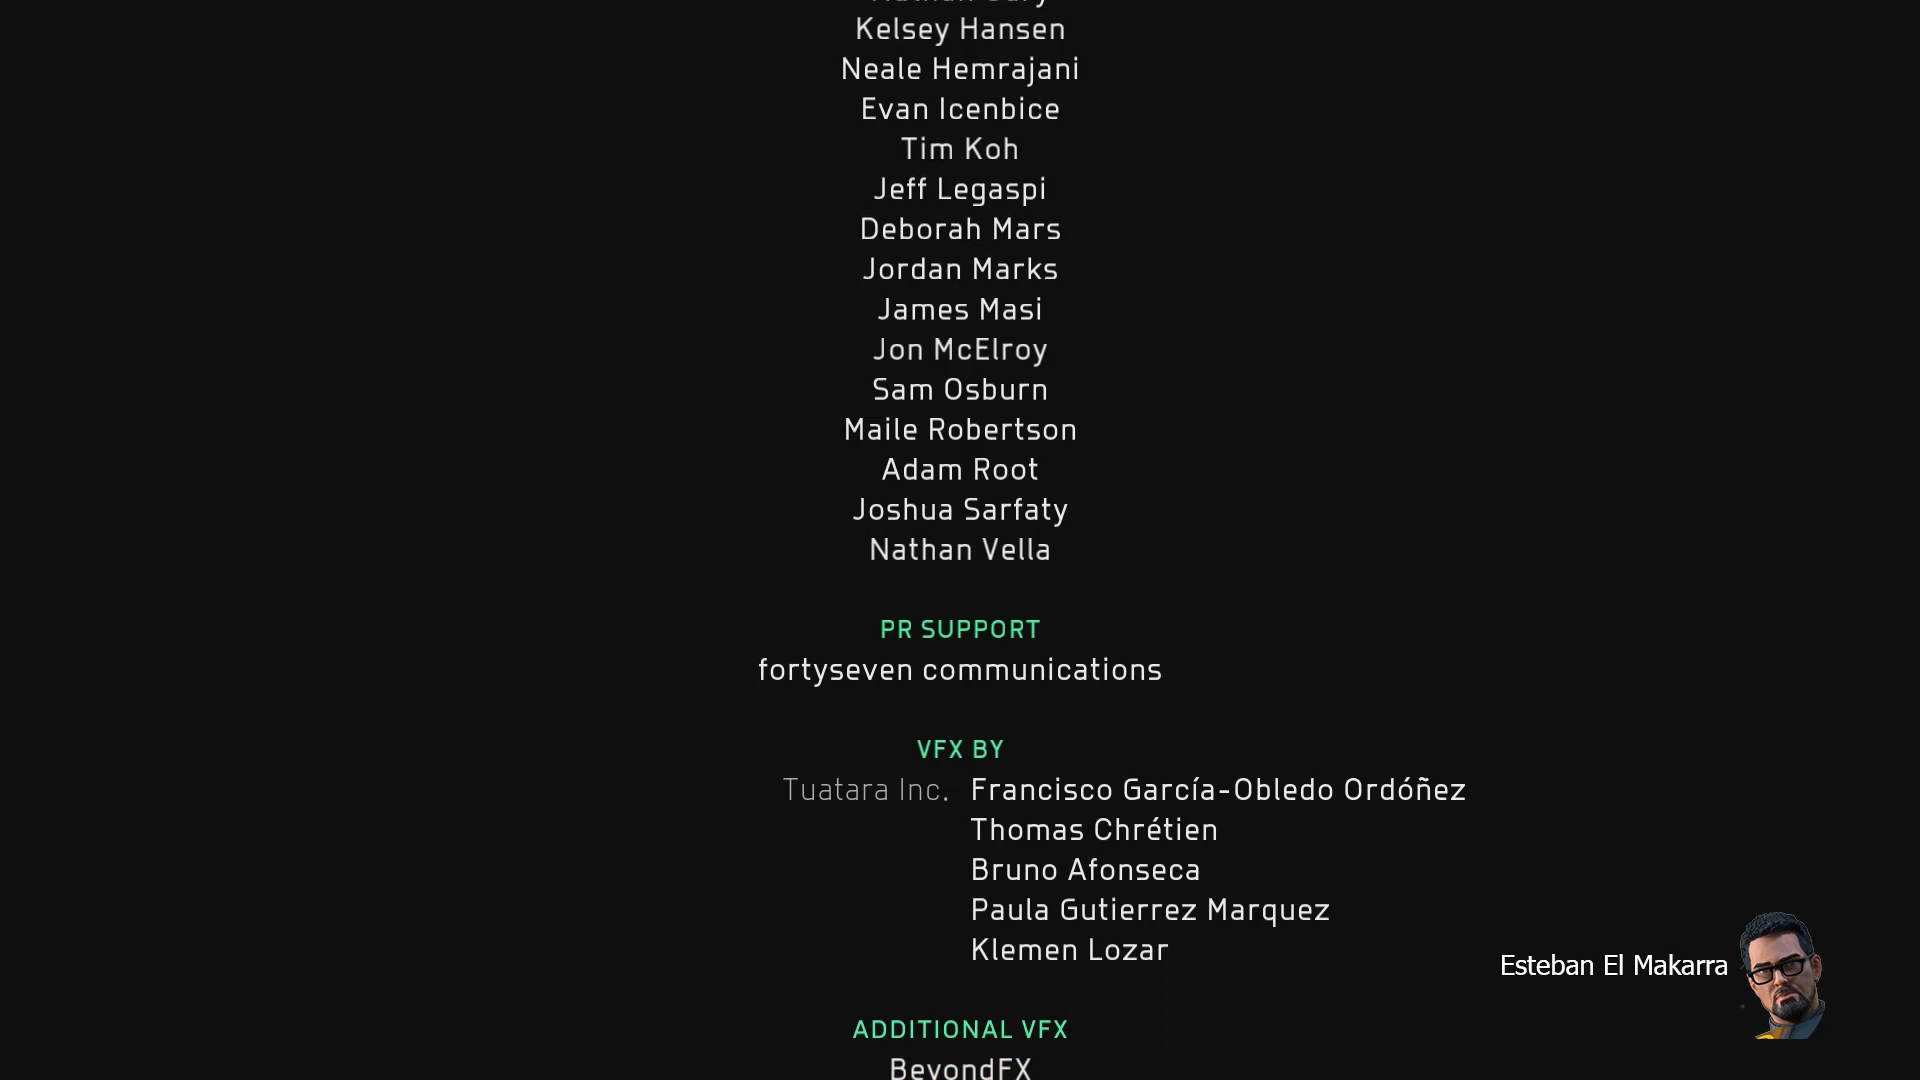 Kelsey Hansen
Neale Hemrajani
Evan Icenbice
Tim Koh
Jeff Legaspi
Deborah Mars
Jordan Marks
James Masi
Jon McElroy
Sam Osburn
Maile Robertson
Adam Root
Joshua Sarfaty
Nathan Vella
PR SUPPORT
fortyseven communications
VFX BY
Tuatara Inc. Francisco García-Obledo Ordóñez
Thomas Chrétien
Bruno Afonseca
Paula Gutierrez Marquez
Klemen Lozar
Esteban El Makarra
ADDITIONAL VFX
BeyondFX